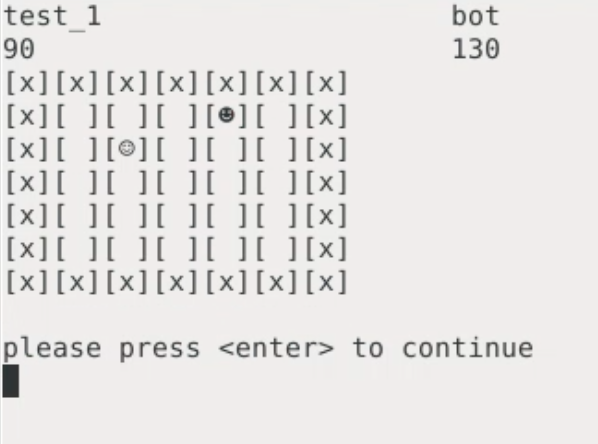 test_1                      bot
90                          130
[x][x][x][x][x][x][x]
[x][ ][ ][ ][☻][ ][x]
[x][ ][☺][ ][ ][ ][x]
[x][ ][ ][ ][ ][ ][x]
[x][ ][ ][ ][ ][ ][x]
[x][ ][ ][ ][ ][ ][x]
[x][x][x][x][x][x][x]
please press <enter> to continue